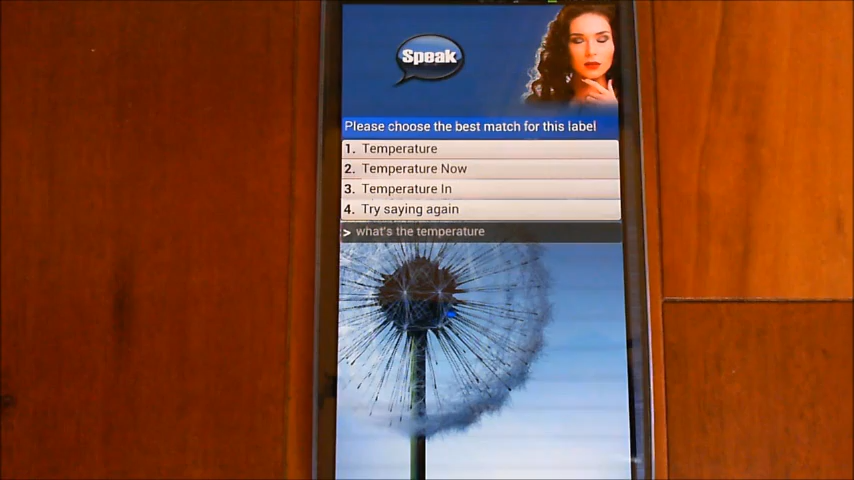 Speak
Please choose the best match for this label
1. Temperature
2. Temperature Now
3. Temperature In
4. Try saying again
> what's the temperature